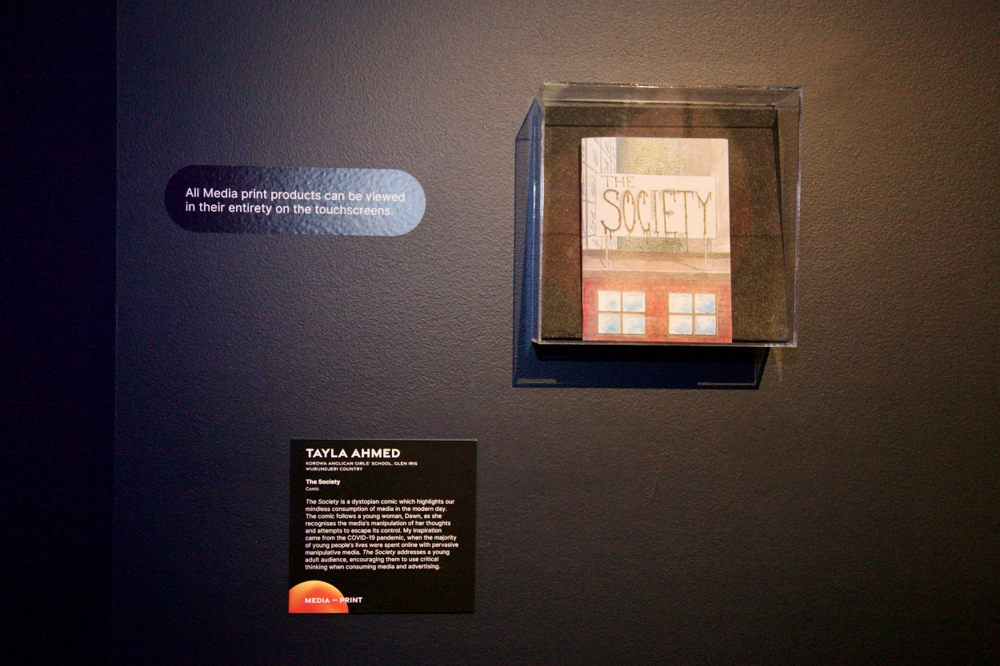 All Media print products can be viewed
in their entirety on the touchscreens.
THE
SOCIETY
TAYLA AHMED
KOROWA ANGLICAN GIRLS' SCHOOL, GLEN IRIS
WURUNDJERI COUNTRY
The Society
Comic
The Society is a dystopian comic which highlights our
mindless consumption of media in the modern day.
The comic follows a young woman, Dawn, as she
recognises the media's manipulation of her thoughts
and attempts to escape its control. My inspiration
came from the COVID-19 pandemic, when the majority
of young people's lives were spent online with pervasive
manipulative media. The Society addresses a young
adult audience, encouraging them to use critical
thinking when consuming media and advertising.
MEDIA — PRINT